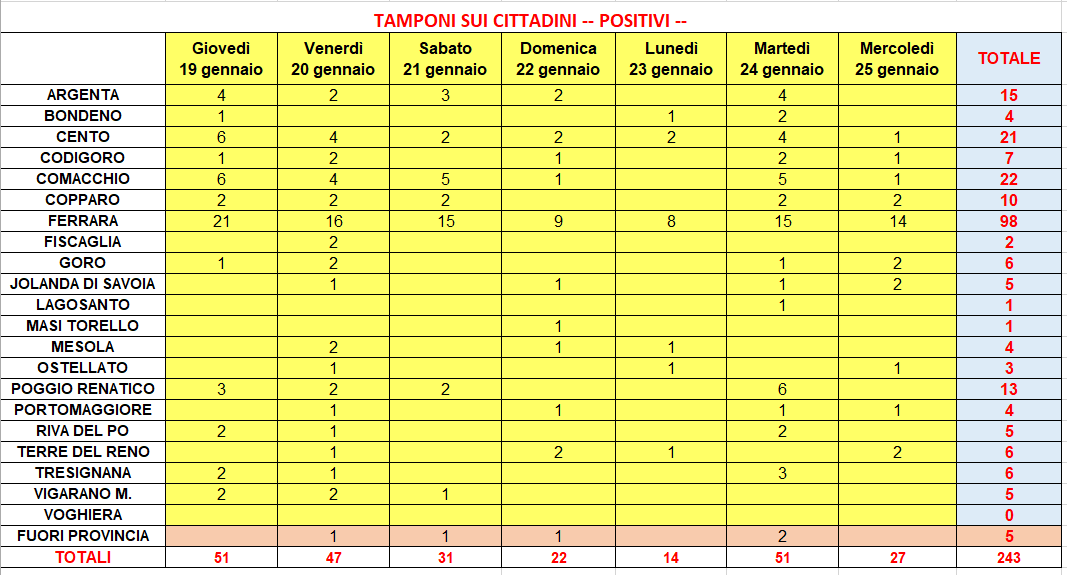 TAMPONI SUI CITTADINI -- POSITIVI --
Giovedì Venerdì Sabato Domenica Lunedì Martedì Mercoledì TOTALE
19 gennaio 20 gennaio 21 gennaio 22 gennaio 23 gennaio 24 gennaio 25 gennaio
ARGENTA 4 2 3 2 4 15
BONDENO 1 1 2 4
CENTO 6 4 2 2 2 4 1 21
CODIGORO 1 2 1 2 1 7
COMACCHIO 6 4 5 1 5 1 22
COPPARO 2 2 2 2 2 10
FERRARA 21 16 15 9 8 15 14 98
FISCAGLIA 2 2
GORO 1 2 1 2 6
JOLANDA DI SAVOIA 1 1 1 2 5
LAGOSANTO 1 1
MASI TORELLO 1 1
MESOLA 2 1 1 4
OSTELLATO 1 1 1 3
POGGIO RENATICO 3 2 2 6 13
PORTOMAGGIORE 1 1 1 1 4
RIVA DEL PO 2 1 2 5
TERRE DEL RENO 1 2 1 2 6
TRESIGNANA 2 1 3 6
VIGARANO M. 2 2 1 5
VOGHIERA 0
FUORI PROVINCIA 1 1 1 2 5
TOTALI 51 47 31 22 14 51 27 243